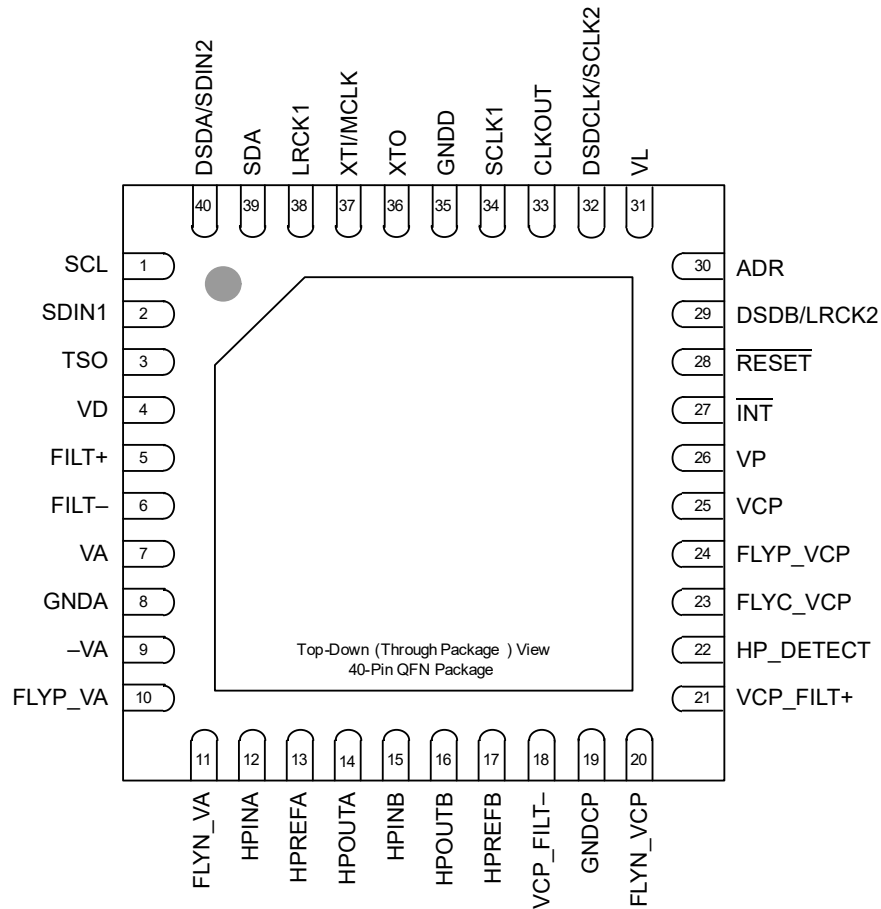 DSDA/SDIN2
SDA
LRCK1
XTI/MCLK
XTO
GNDD
SCLK1
CLKOUT
DSDCLK/SCLK2
VL
40 39 38 37 36 35 34 33 32 31
SCL 1
SDIN1 2
TSO 3
VD 4
FILT+ 5
FILT– 6
VA 7
GNDA 8
–VA 9
FLYP_VA 10
30 ADR
29 DSDB/LRCK2
28 RESET
27 INT
26 VP
25 VCP
24 FLYP_VCP
23 FLYC_VCP
22 HP_DETECT
21 VCP_FILT+
Top-Down (Through Package ) View
40-Pin QFN Package
11 12 13 14 15 16 17 18 19 20
FLYN_VA
HPINA
HPREFA
HPOUTA
HPINB
HPOUTB
HPREFB
VCP_FILT–
GNDCP
FLYN_VCP